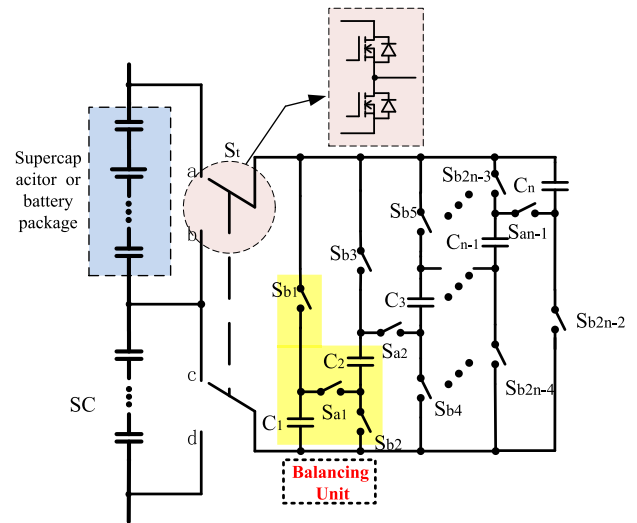 Supercap
acitor or
battery
package
SC
a
b
c
d
St
Sb1
Sb3
Sb5
Sb2n-3
Cn
San-1
Cn-1
C3
Sa2
Sb2n-2
C2
Sa1
C1
Sb2
Sb4
Sb2n-4
Balancing
Unit